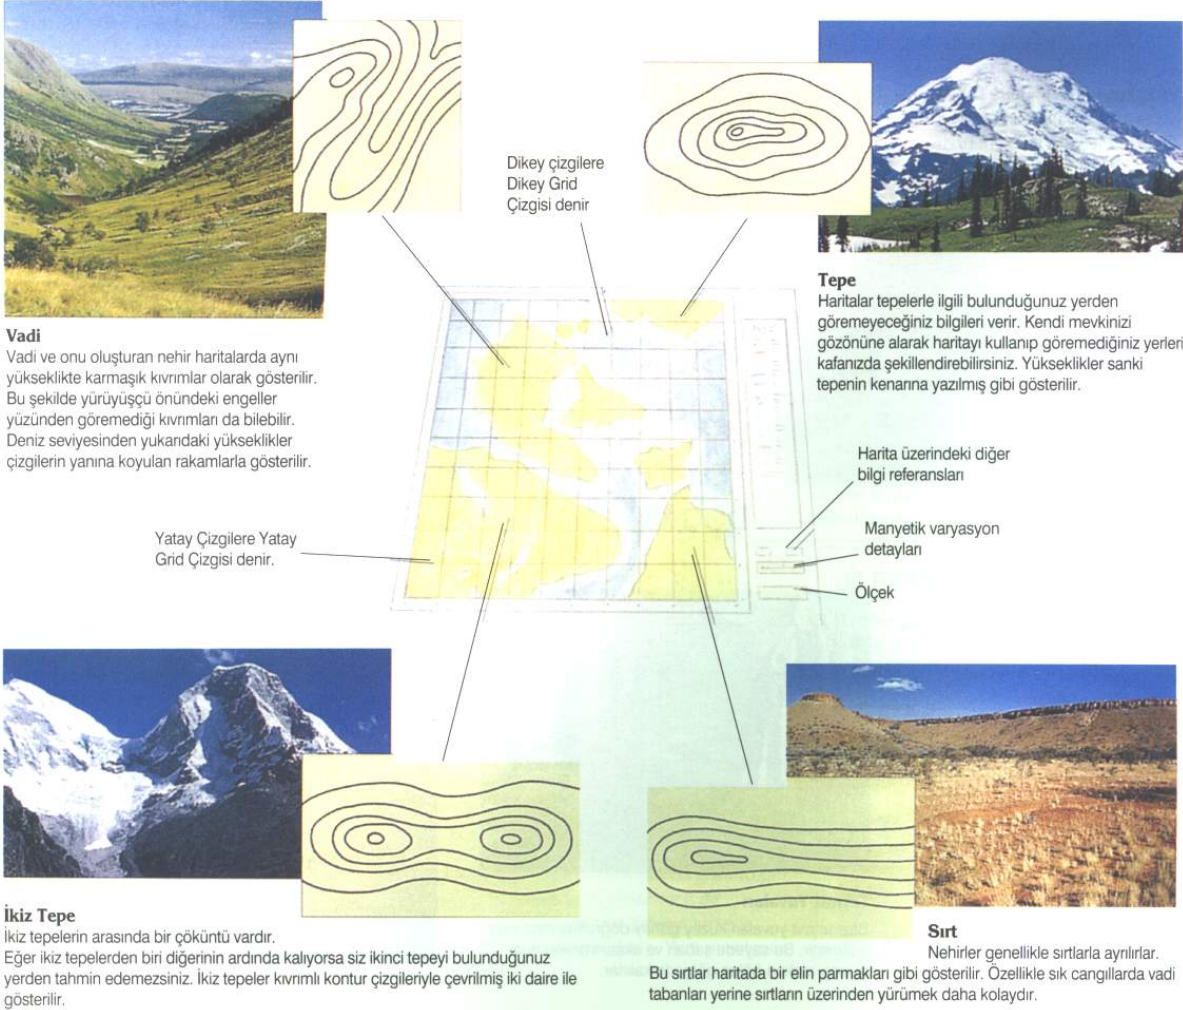 Dikey çizgilere
Dikey Grid
Çizgisi denir
Vadi
Vadi ve onu oluşturan nehir haritalarda aynı
yükseklikte karmaşık kıvrımlar olarak gösterilir.
Bu şekilde yürüyüşçü önündeki engeller
yüzünden göremediği kıvrımları da bilebilir.
Deniz seviyesinden yukarıdaki yükseklikler
çizgilerin yanına koyulan rakamlarla gösterilir.
Tepe
Haritalar tepelerle ilgili bulunduğunuz yerden
göremeyeceğiniz bilgileri verir. Kendi mevkinizi
gözönüne alarak haritayı kullanıp göremediğiniz yerleri
kafanızda şekillendirebilirsiniz. Yükseklikler sanki
tepenin kenarına yazılmış gibi gösterilir.
Harita üzerindeki diğer
bilgi referansları
Manyetik varyasyon
detayları
Ölçek
Yatay Çizgilere Yatay
Grid Çizgisi denir.
İkiz Tepe
İkiz tepelerin arasında bir çöküntü vardır.
Eğer ikiz tepelerden biri diğerinin ardında kalıyorsa siz ikinci tepeyi bulunduğunuz
yerden tahmin edemezsiniz. İkiz tepeler kıvrımlı kontur çizgileriyle çevrilmiş iki daire ile
gösterilir.
Sırt
Nehirler genellikle sırtlarla ayrılırlar.
Bu sırtlar haritada bir elin parmakları gibi gösterilir. Özellikle sık cangıllarda vadi
tabanları yerine sırtların üzerinden yürümek daha kolaydır.